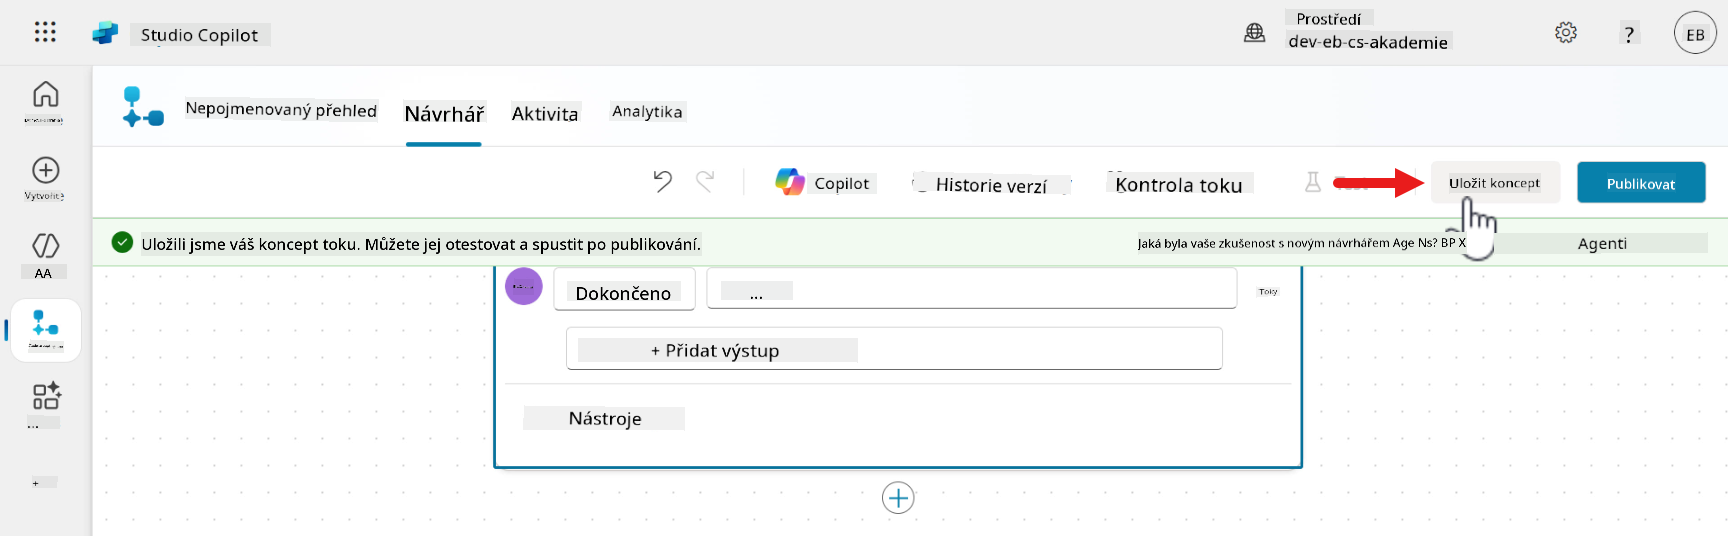 Studio Copilot
Prostředí
dev-eb-cs-akademie
?
EB
Nepojmenovaný přehled
Návrhář
Aktivita
Analytika
Copilot
Historie verzí
Kontrola toku
Uložit koncept
Publikovat
Uložili jsme váš koncept toku. Můžete jej otestovat a spustit po publikování.
Jaká byla vaše zkušenost s novým návrhářem Age Ns? BP X
Agenti
Vytvořit
AA
Dokončeno
...
Toky
+ Přidat výstup
Nástroje
...
+